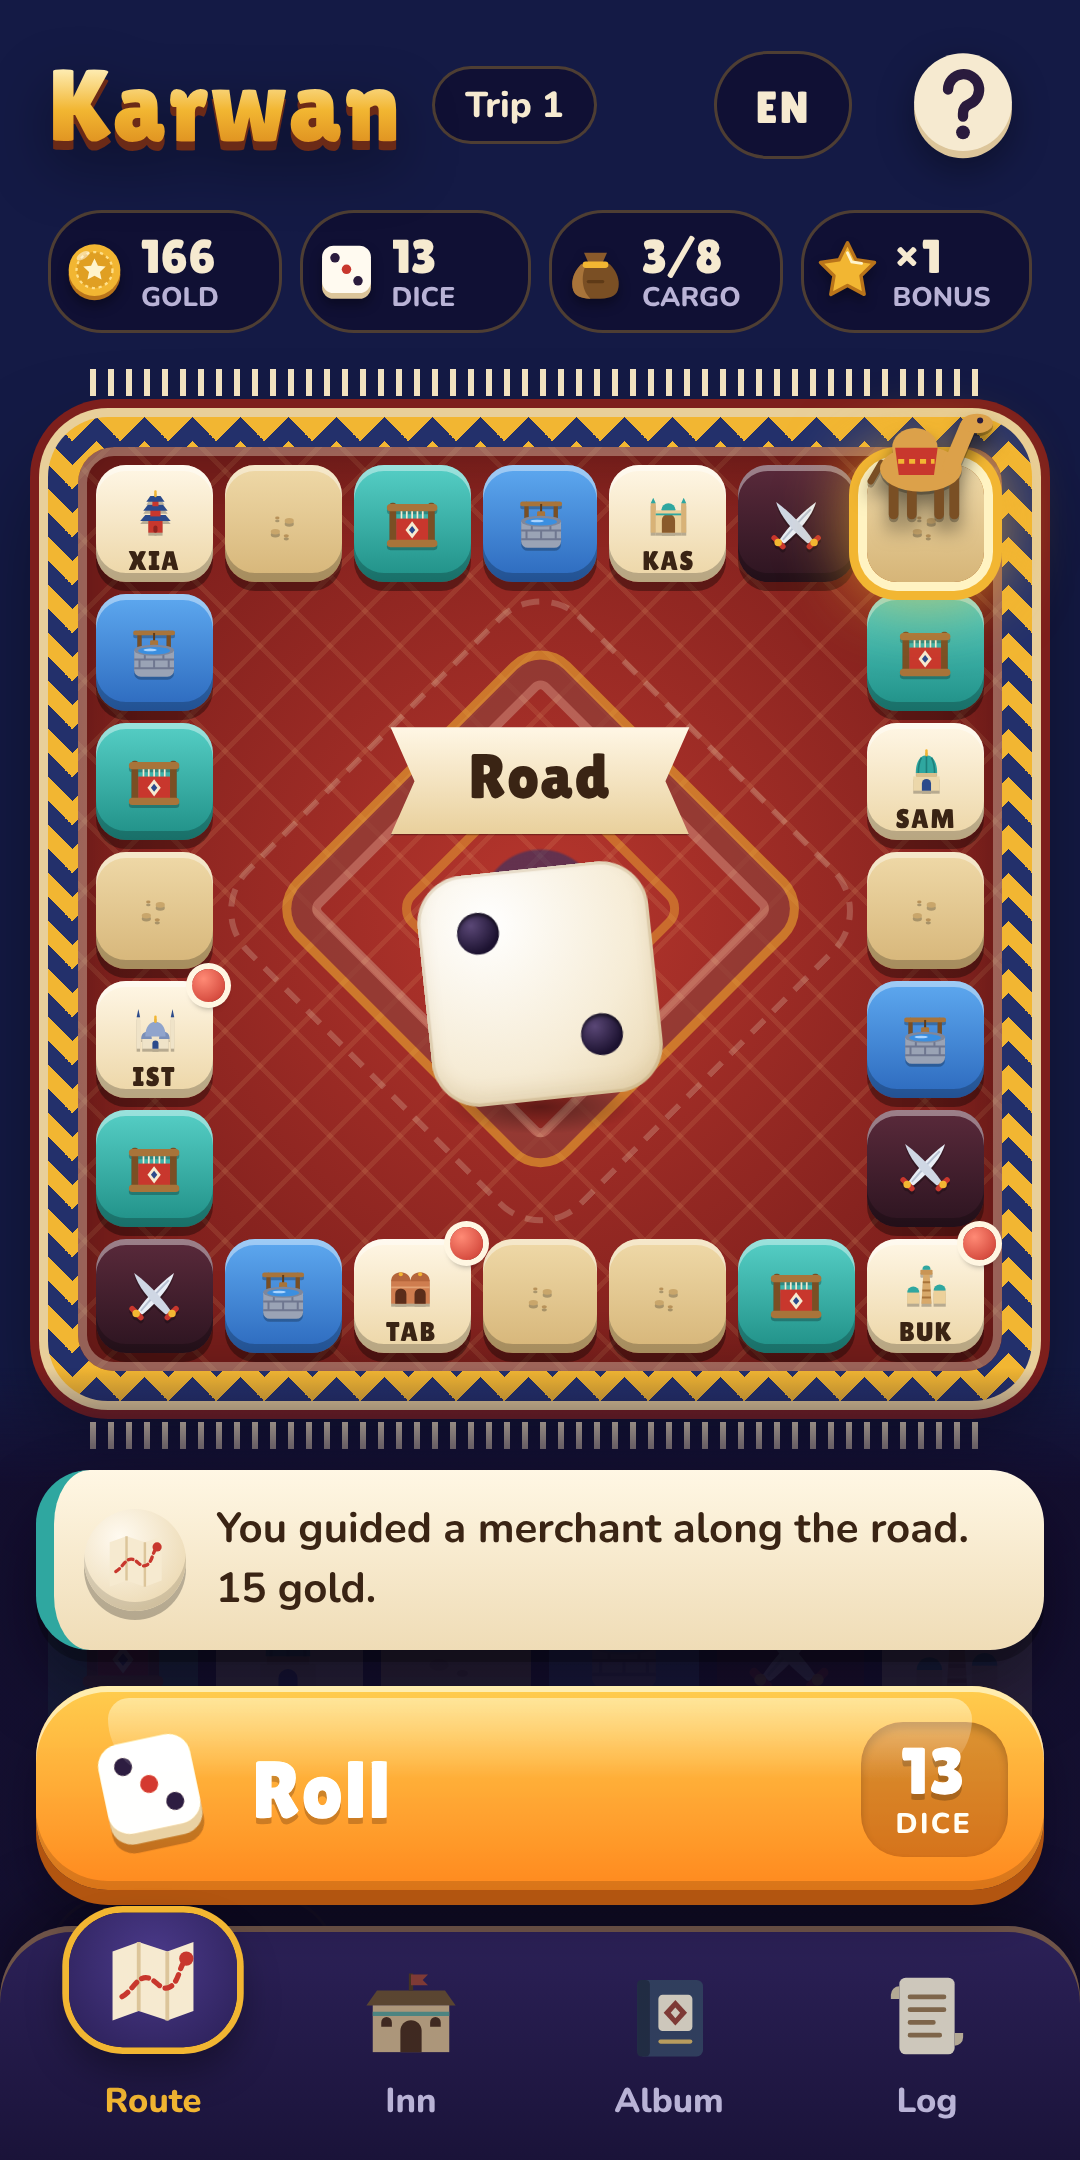 Karwan
Trip 1
EN
?
166
GOLD
13
DICE
3/8
CARGO
×1
BONUS
XIA
KAS
SAM
Road
IST
TAB
BUK
You guided a merchant along the road.
15 gold.
Roll
13
DICE
Route
Inn
Album
Log